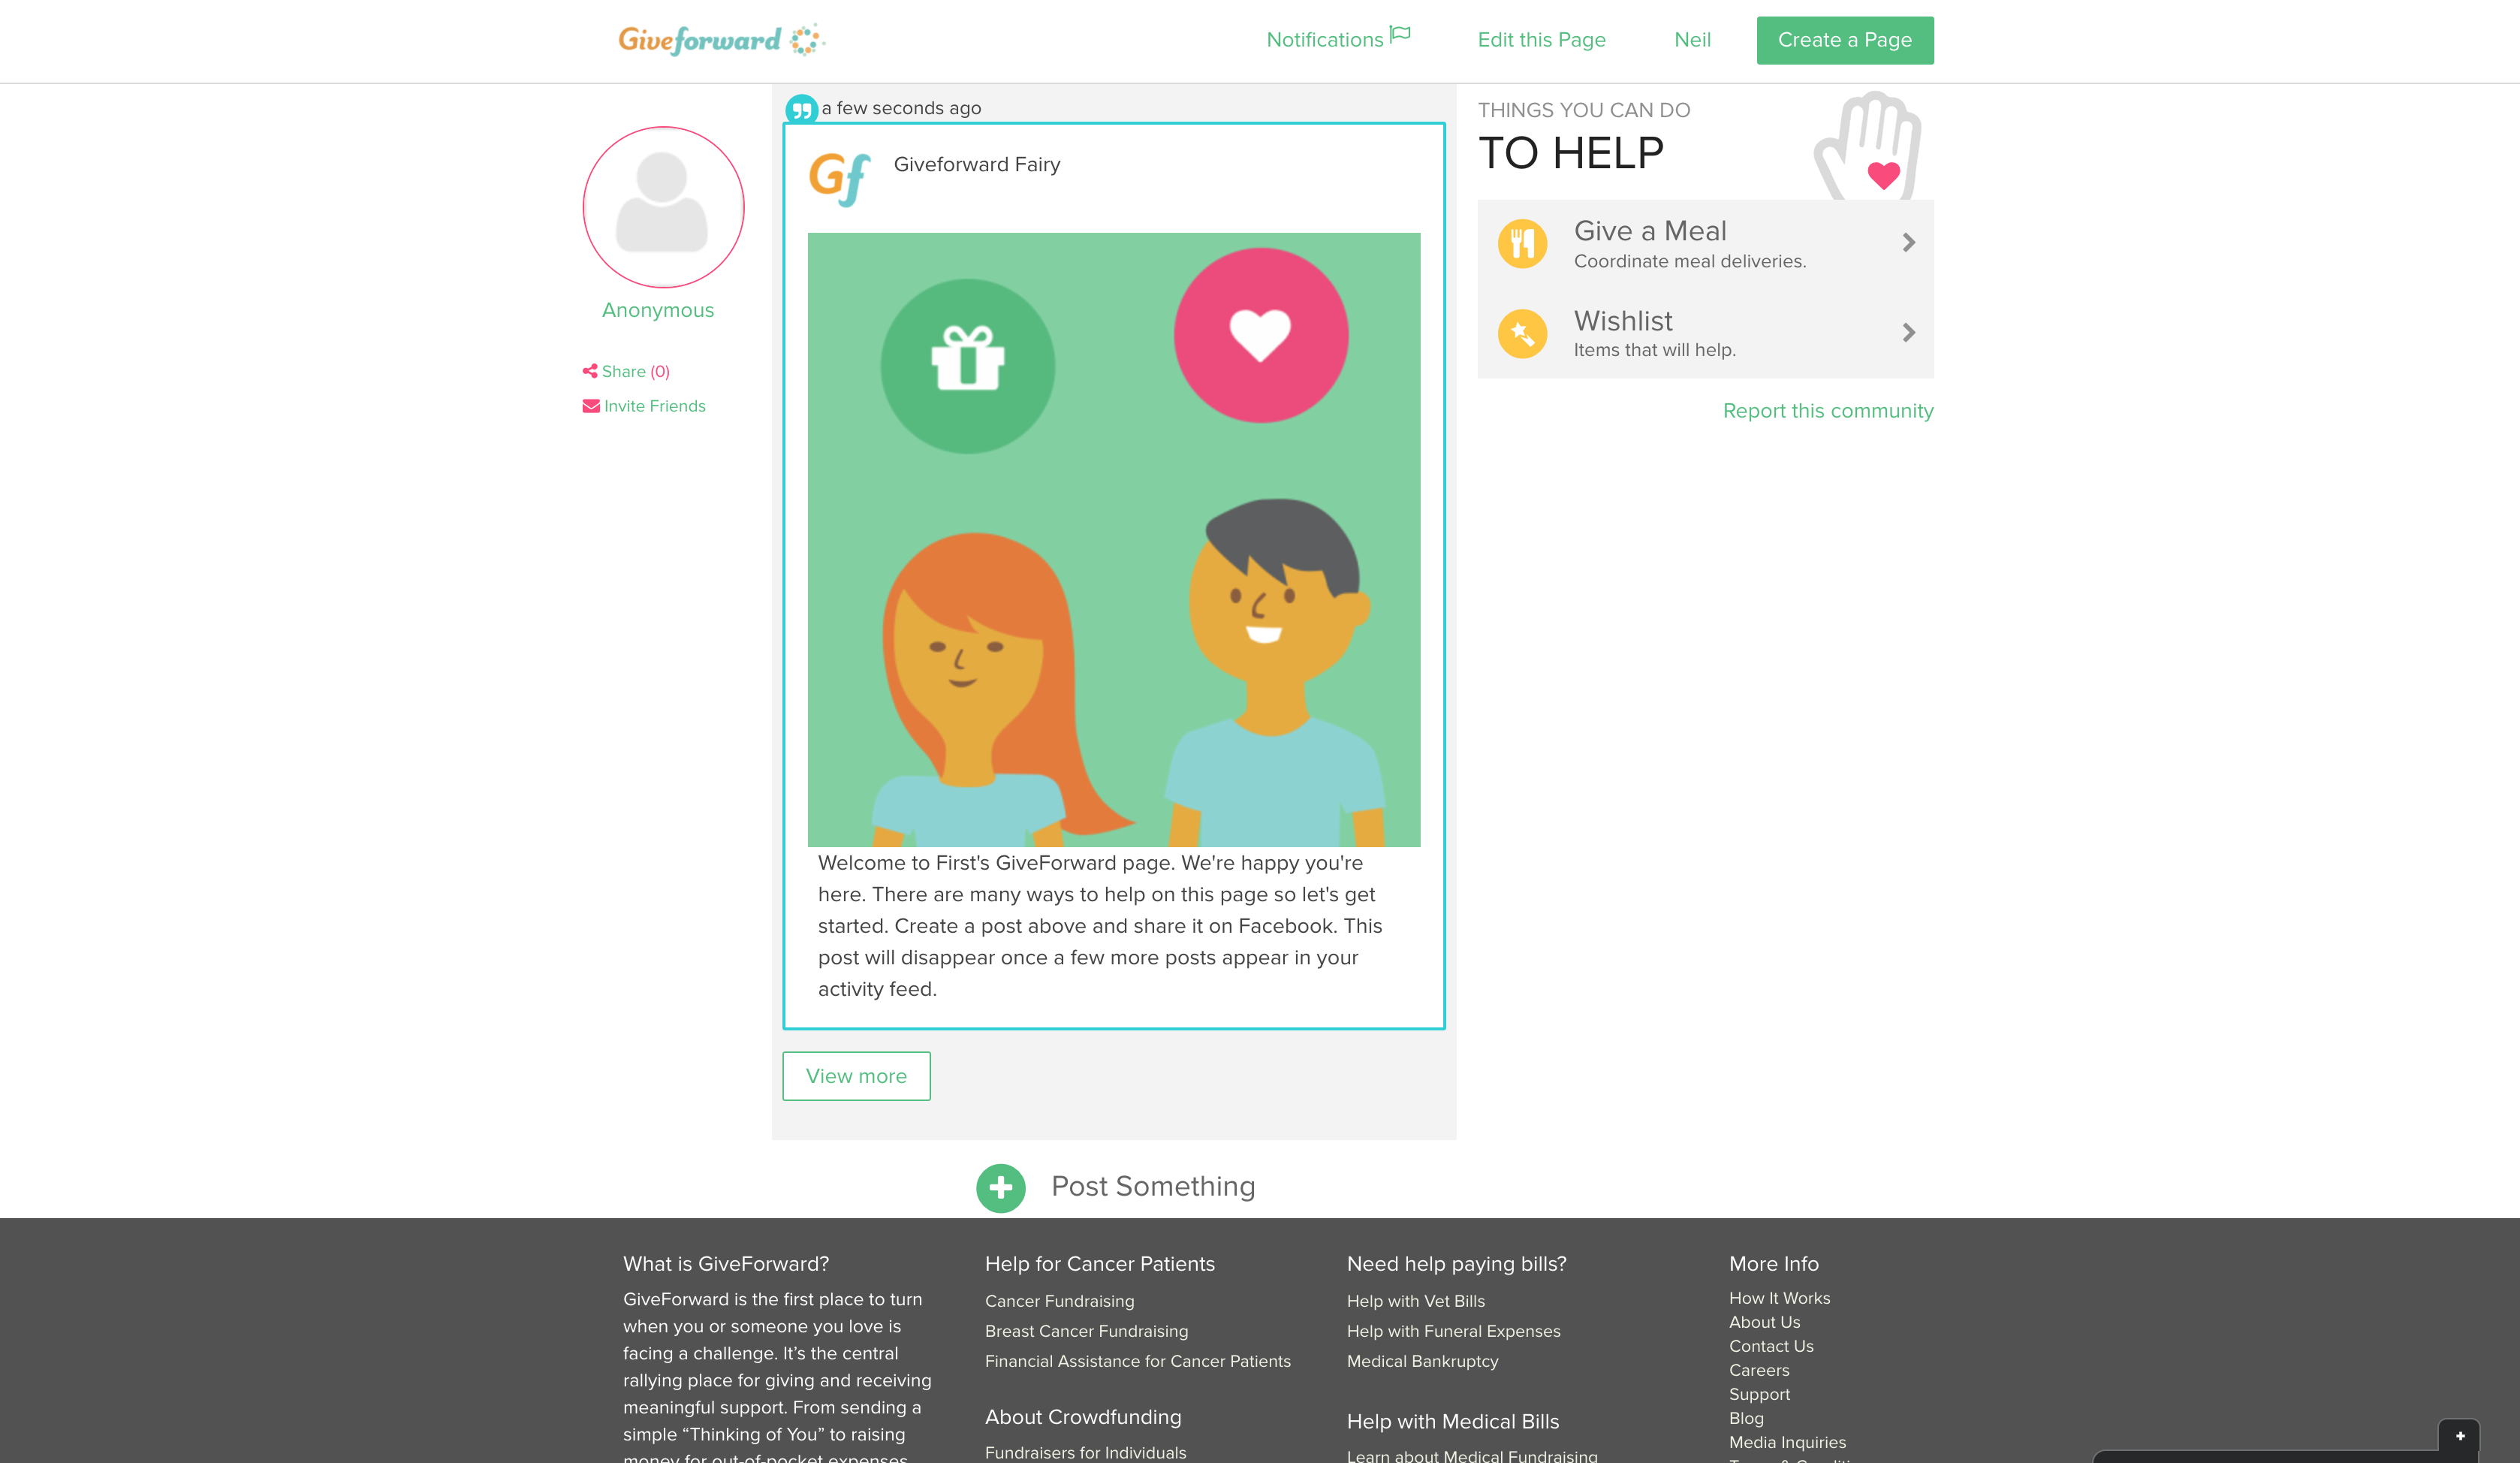 Giveforward
Notifications
Edit this Page
Neil
Create a Page
a few seconds ago
Gf
Giveforward Fairy
Anonymous
Share (0)
Invite Friends
Welcome to First's GiveForward page. We're happy you're
here. There are many ways to help on this page so let's get
started. Create a post above and share it on Facebook. This
post will disappear once a few more posts appear in your
activity feed.
View more
THINGS YOU CAN DO
TO HELP
Give a Meal
Coordinate meal deliveries.
Wishlist
Items that will help.
Report this community
Post Something
What is GiveForward?
GiveForward is the first place to turn
when you or someone you love is
facing a challenge. It’s the central
rallying place for giving and receiving
meaningful support. From sending a
simple “Thinking of You” to raising
money for out-of-pocket expenses
Help for Cancer Patients
Cancer Fundraising
Breast Cancer Fundraising
Financial Assistance for Cancer Patients
About Crowdfunding
Fundraisers for Individuals
Need help paying bills?
Help with Vet Bills
Help with Funeral Expenses
Medical Bankruptcy
Help with Medical Bills
Learn about Medical Fundraising
More Info
How It Works
About Us
Contact Us
Careers
Support
Blog
Media Inquiries